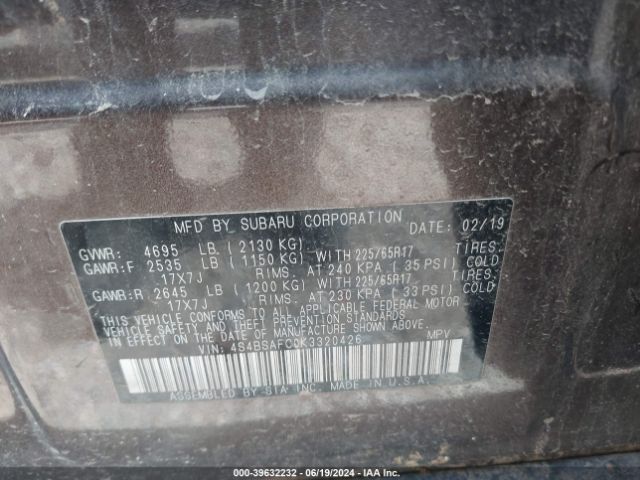 MFD BY SUBARU CORPORATION DATE: 02/19
GVWR: 4695 LB ( 2130 KG)
GAWR:F 2535 LB ( 1150 KG) WITH 225/65R17 TIRES,
17X7J RIMS, AT 240 KPA ( 35 PSI) COLD
GAWR:R 2645 LB ( 1200 KG) WITH 225/65R17 TIRES,
17X7J RIMS, AT 230 KPA ( 33 PSI) COLD
THIS VEHICLE CONFORMS TO ALL APPLICABLE FEDERAL MOTOR
VEHICLE SAFETY AND THEFT PREVENTION STANDARDS
IN EFFECT ON THE DATE OF MANUFACTURE SHOWN ABOVE.
VIN: 4S4BSAFC0K3320426 MPV
ASSEMBLED BY SIA INC. MADE IN U.S.A.
000-39632232 - 06/19/2024 - IAA Inc.